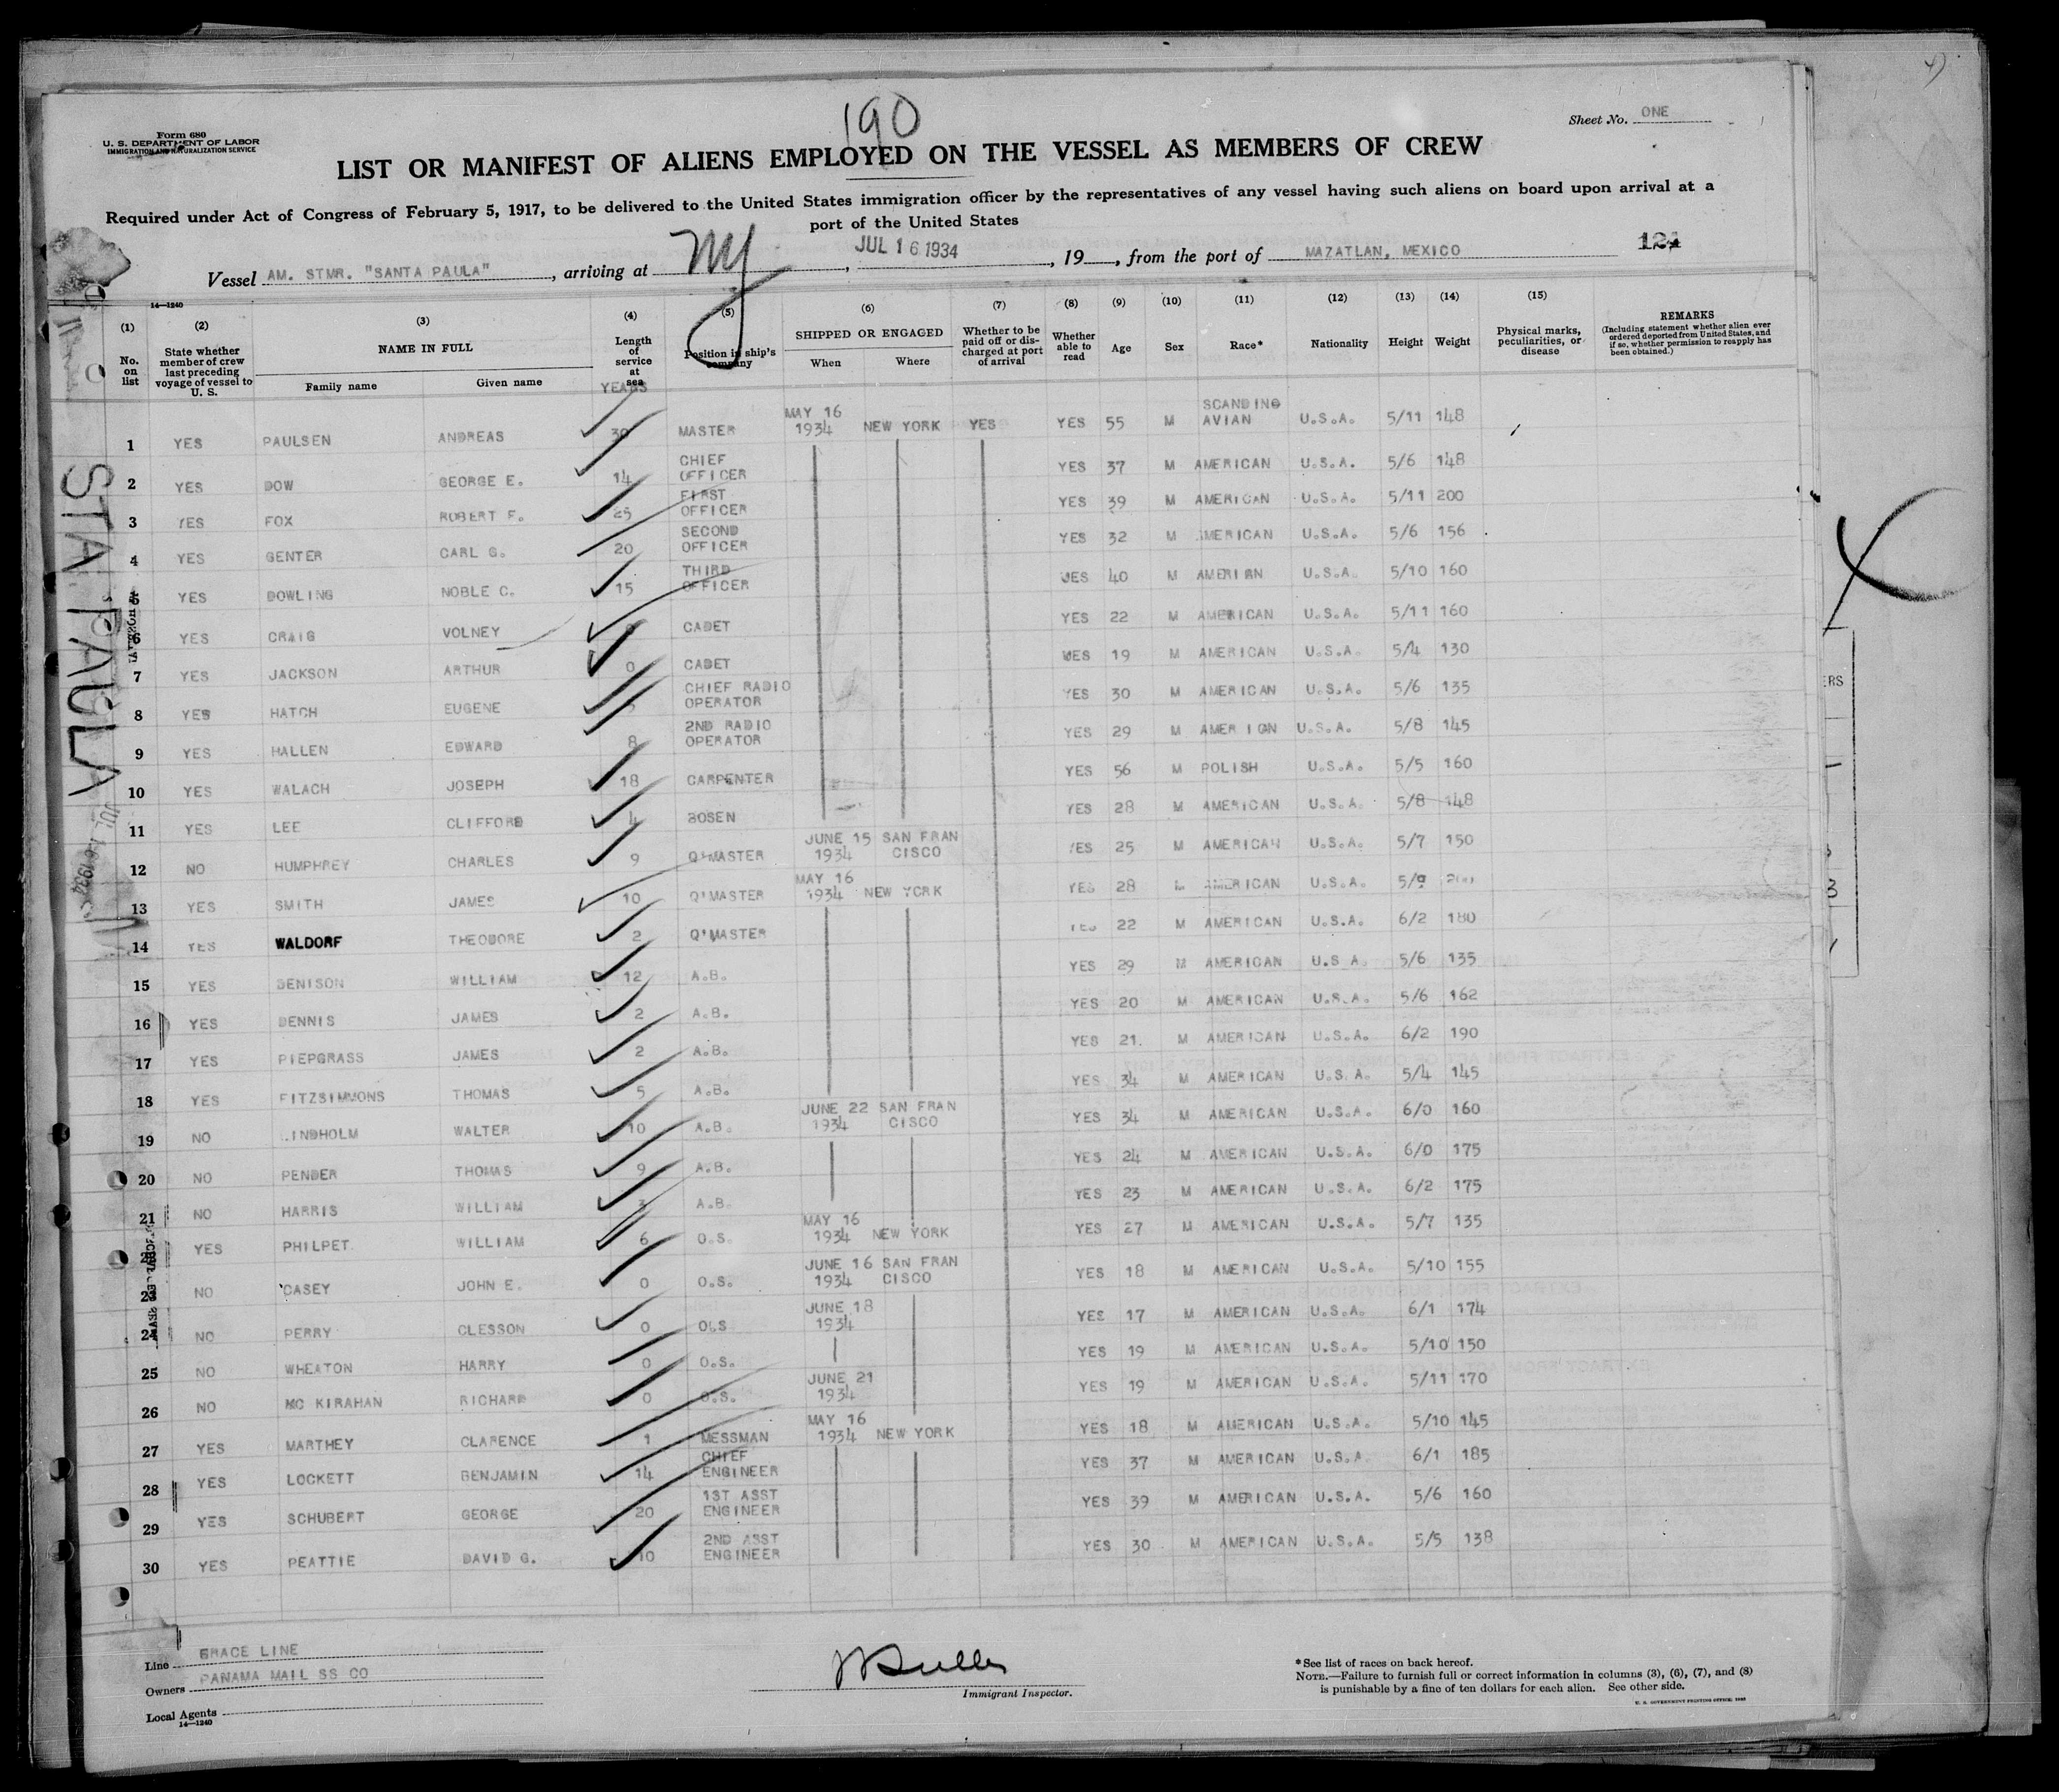 190
Sheet No. ONE
Form 680
U. S. DEPARTMENT OF LABOR
IMMIGRATION AND NATURALIZATION SERVICE
LIST OR MANIFEST OF ALIENS EMPLOYED ON THE VESSEL AS MEMBERS OF CREW
Required under Act of Congress of February 5, 1917, to be delivered to the United States immigration officer by the representatives of any vessel having such aliens on board upon arrival at a
port of the United States
124
Vessel AM. STMR. "SANTA PAULA", arriving at NY, JUL 16 1934, 19, from the port of MAZATLAN, MEXICO
14—1240
(1) (2) (3) (4) (5) (6) (7) (8) (9) (10) (11) (12) (13) (14) (15)
No. on list
State whether member of crew last preceding voyage of vessel to U. S.
NAME IN FULL
Family name Given name
Length of service at sea
YEARS
Position in ship's company
SHIPPED OR ENGAGED
When Where
Whether to be paid off or discharged at port of arrival
Whether able to read
Age
Sex
Race*
Nationality
Height
Weight
Physical marks, peculiarities, or disease
REMARKS
(Including statement whether alien ever ordered deported from United States, and if so, whether permission to reapply has been obtained.)
1 YES PAULSEN ANDREAS 30 MASTER MAY 16 1934 NEW YORK YES YES 55 M SCANDINO AVIAN U.S.A. 5/11 148
2 YES DOW GEORGE E. 14 CHIEF OFFICER YES 37 M AMERICAN U.S.A. 5/6 148
3 YES FOX ROBERT F. 25 FIRST OFFICER YES 39 M AMERICAN U.S.A. 5/11 200
4 YES GENTER CARL G. 20 SECOND OFFICER YES 32 M AMERICAN U.S.A. 5/6 156
5 YES DOWLING NOBLE C. 15 THIRD OFFICER UES 40 M AMERIGN U.S.A. 5/10 160
6 YES CRAIG VOLNEY CADET YES 22 M AMERICAN U.S.A. 5/11 160
7 YES JACKSON ARTHUR 0 CADET UES 19 M AMERICAN U.S.A. 5/4 130
8 YES HATCH EUGENE CHIEF RADIO OPERATOR YES 30 M AMERICAN U.S.A. 5/6 135
9 YES HALLEN EDWARD 8 2ND RADIO OPERATOR YES 29 M AMERIGN U.S.A. 5/8 145
10 YES WALACH JOSEPH 18 CARPENTER YES 56 M POLISH U.S.A. 5/5 160
11 YES LEE CLIFFORD 4 BOSEN YES 28 M AMERICAN U.S.A. 5/8 148
12 NO HUMPHREY CHARLES 9 Q'MASTER JUNE 15 1934 SAN FRAN CISCO YES 25 M AMERICAN U.S.A. 5/7 150
13 YES SMITH JAMES 10 Q'MASTER MAY 16 1934 NEW YORK YES 28 M AMERICAN U.S.A. 5/9 200
14 YES WALDORF THEODORE 2 Q'MASTER YES 22 M AMERICAN U.S.A. 6/2 180
15 YES DENISON WILLIAM 12 A.B. YES 29 M AMERICAN U.S.A. 5/6 135
16 YES DENNIS JAMES 2 A.B. YES 20 M AMERICAN U.S.A. 5/6 162
17 YES PIEPGRASS JAMES 2 A.B. YES 21. M AMERICAN U.S.A. 6/2 190
18 YES FITZSIMMONS THOMAS 5 A.B. YES 34 M AMERICAN U.S.A. 5/4 145
19 NO LINDHOLM WALTER 10 A.B. JUNE 22 1934 SAN FRAN CISCO YES 34 M AMERICAN U.S.A. 6/0 160
20 NO PENDER THOMAS 9 A.B. YES 24 M AMERICAN U.S.A. 6/0 175
21 NO HARRIS WILLIAM 3 A.B. YES 23 M AMERICAN U.S.A. 6/2 175
22 YES PHILPET WILLIAM 6 O.S. MAY 16 1934 NEW YORK YES 27 M AMERICAN U.S.A. 5/7 135
23 NO CASEY JOHN E. 0 O.S. JUNE 16 1934 SAN FRAN CISCO YES 18 M AMERICAN U.S.A. 5/10 155
24 NO PERRY CLESSON 0 O.S JUNE 18 1934 YES 17 M AMERICAN U.S.A. 6/1 174
25 NO WHEATON HARRY 0 O.S. YES 19 M AMERICAN U.S.A. 5/10 150
26 NO MC KIRAHAN RICHARD 0 O.S. JUNE 21 1934 YES 19 M AMERICAN U.S.A. 5/11 170
27 YES MARTHEY CLARENCE 1 MESSMAN MAY 16 1934 NEW YORK YES 18 M AMERICAN U.S.A. 5/10 145
28 YES LOCKETT BENJAMIN 14 CHIEF ENGINEER YES 37 M AMERICAN U.S.A. 6/1 185
29 YES SCHUBERT GEORGE 20 1ST ASST ENGINEER YES 39 M AMERICAN U.S.A. 5/6 160
30 YES PEATTIE DAVID G. 10 2ND ASST ENGINEER YES 30 M AMERICAN U.S.A. 5/5 138
STA PAULA
JUL 16 1934
Line GRACE LINE
Owners PANAMA MAIL SS CO
Local Agents
14—1240
Immigrant Inspector.
*See list of races on back hereof.
NOTE.—Failure to furnish full or correct information in columns (3), (6), (7), and (8)
is punishable by a fine of ten dollars for each alien. See other side.
U. S. GOVERNMENT PRINTING OFFICE
ERS